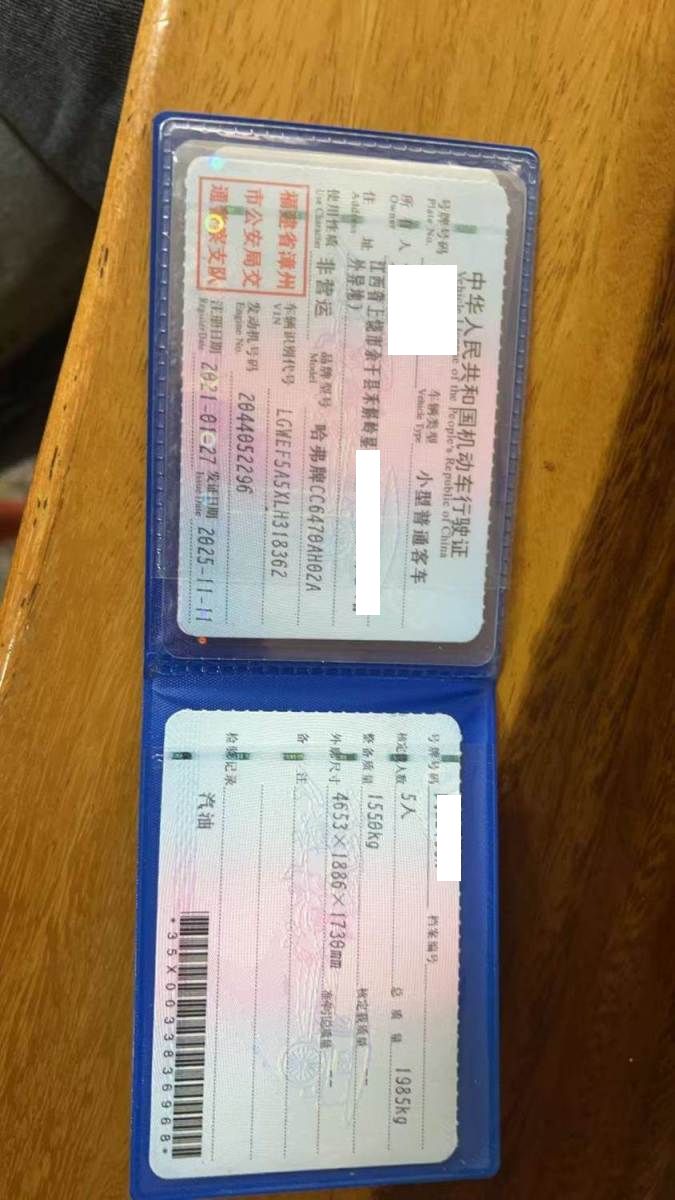 中华人民共和国机动车行驶证
Vehicle of the People's Republic of China
号牌号码
Plate No.
车辆类型
Vehicle Type
小型普通客车
所有人
Owner
住址
Address
江西省上饶市余干县禾斛岭垦
外垦地)
使用性质
Use Character
非营运
品牌型号
Model
哈弗牌CC6470AH02A
福建省漳州
市公安局交
通警察支队
车辆识别代号
VIN
LGWEF5A5XLH318362
发动机号码
Engine No.
2044052296
注册日期
Register Date
2021-01-27
发证日期
Issue Date
2025-11-11
号牌号码
档案编号
核定载人数
5人
总质量
1985kg
整备质量
1550kg
核定载质量
--
外廓尺寸
4653×1886×1730mm
准牵引总质量
--
备注
检验记录
汽油
*35X0033836968*